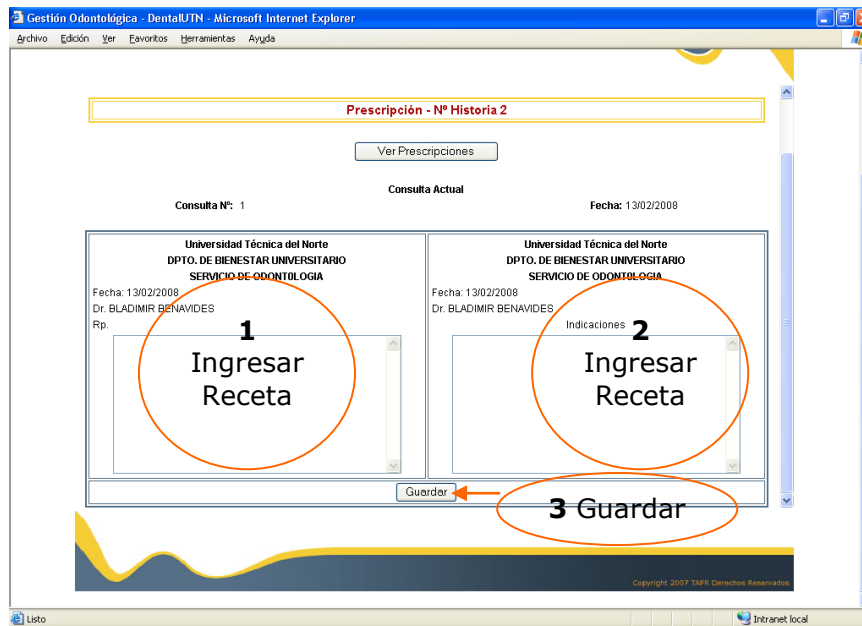 Gestión Odontológica - DentalUTN - Microsoft Internet Explorer
Archivo Edición Ver Favoritos Herramientas Ayuda
Prescripción - Nº Historia 2
Ver Prescripciones
Consulta Actual
Consulta Nº: 1 Fecha: 13/02/2008
Universidad Técnica del Norte
DPTO. DE BIENESTAR UNIVERSITARIO
SERVICIO DE ODONTOLOGIA
Fecha: 13/02/2008
Dr. BLADIMIR BENAVIDES
Rp.
1
Ingresar
Receta
Universidad Técnica del Norte
DPTO. DE BIENESTAR UNIVERSITARIO
SERVICIO DE ODONTOLOGIA
Fecha: 13/02/2008
Dr. BLADIMIR BENAVIDES
Indicaciones
2
Ingresar
Receta
Guardar
3 Guardar
Copyright 2007 TAFR Derechos Reservados
Listo Intranet local